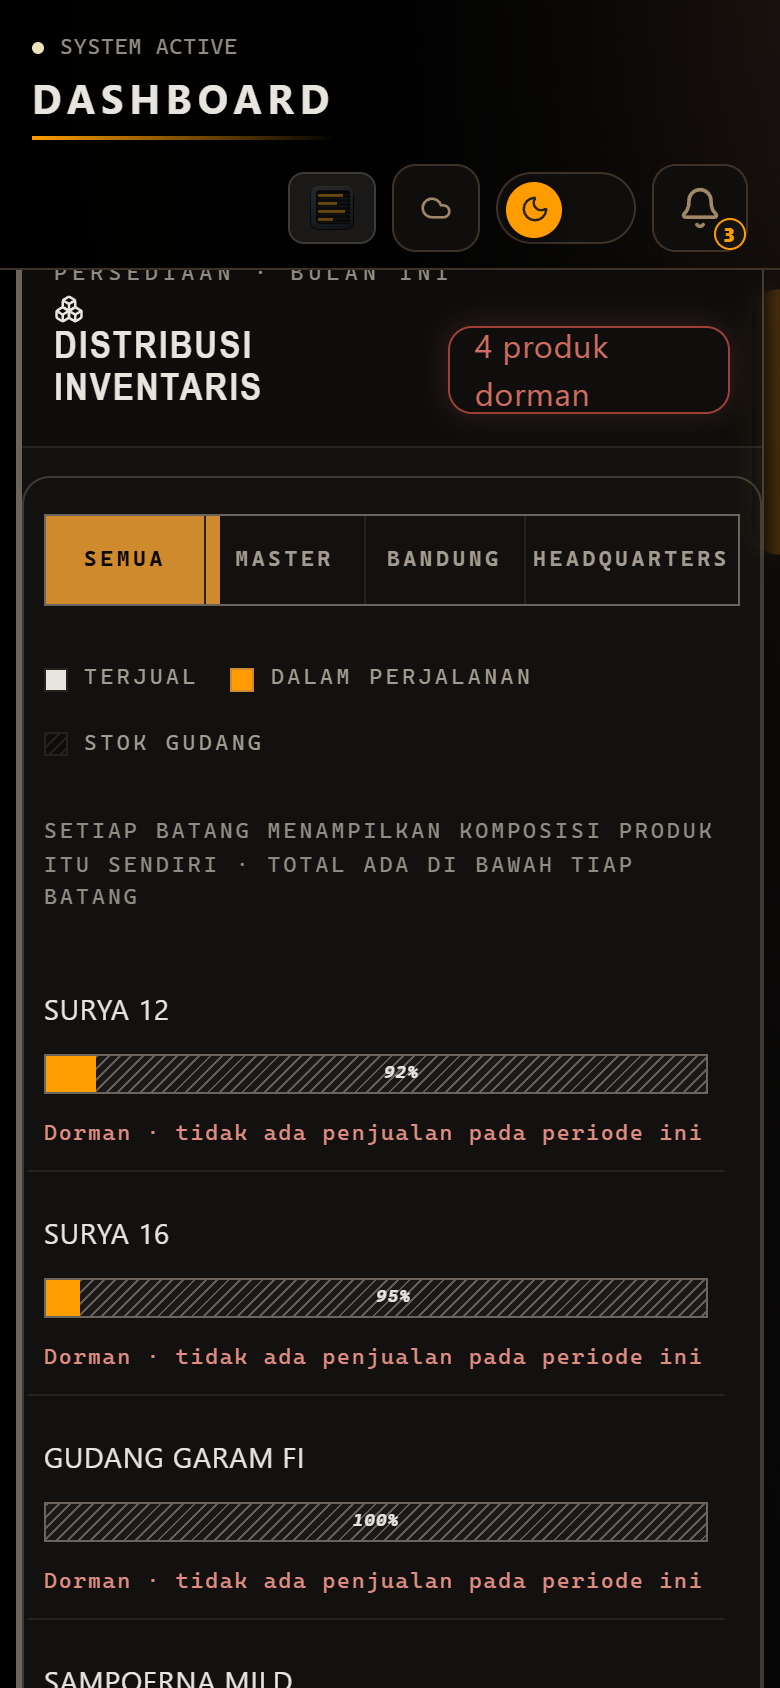 SYSTEM ACTIVE
DASHBOARD
3
PERSEDIAAN · BULAN INI
DISTRIBUSI
INVENTARIS
4 produk
dorman
SEMUA MASTER BANDUNG HEADQUARTERS
TERJUAL DALAM PERJALANAN
STOK GUDANG
SETIAP BATANG MENAMPILKAN KOMPOSISI PRODUK
ITU SENDIRI · TOTAL ADA DI BAWAH TIAP
BATANG
SURYA 12
92%
Dorman · tidak ada penjualan pada periode ini
SURYA 16
95%
Dorman · tidak ada penjualan pada periode ini
GUDANG GARAM FI
100%
Dorman · tidak ada penjualan pada periode ini
SAMPOERNA MILD